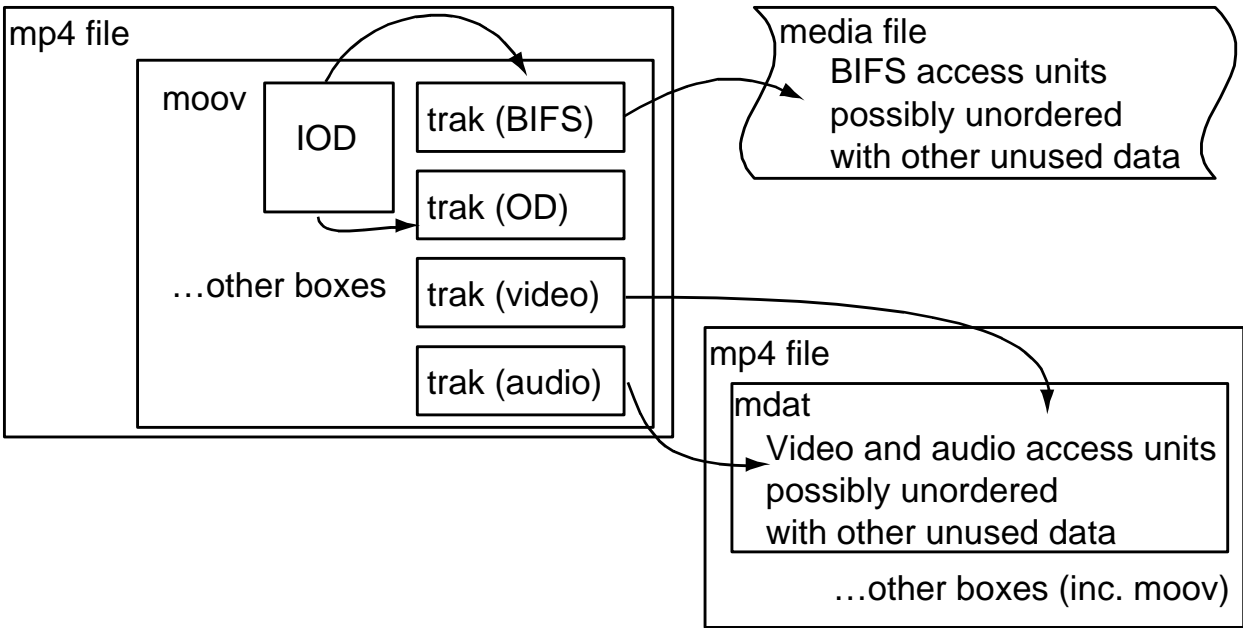 mp4 file
moov
IOD
trak (BIFS)
trak (OD)
…other boxes
trak (video)
trak (audio)
media file
BIFS access units
possibly unordered
with other unused data
mp4 file
mdat
Video and audio access units
possibly unordered
with other unused data
…other boxes (inc. moov)